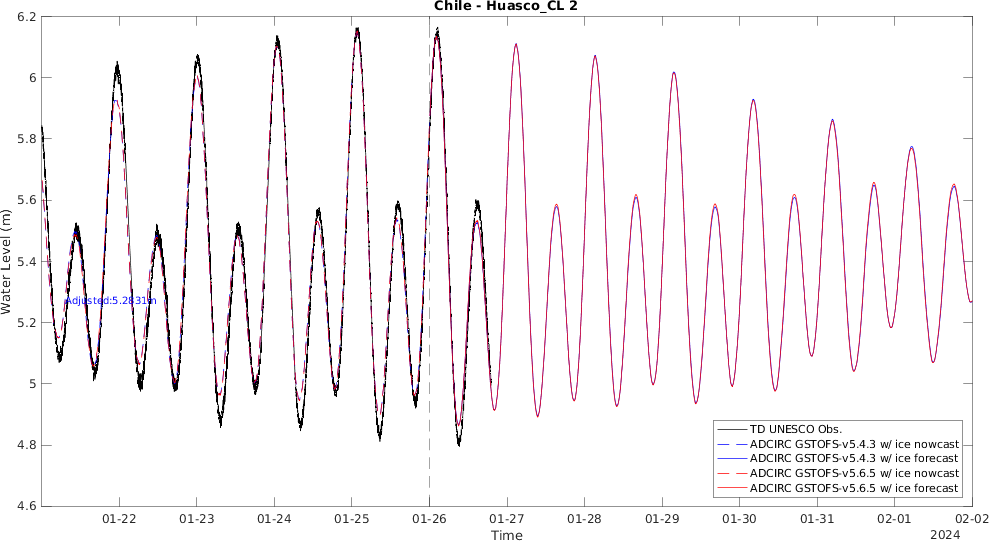 Chile - Huasco_CL 2
6.2
6
5.8
5.6
5.4
5.2
5
4.8
4.6
Water Level (m)
Adjusted:5.2831m
TD UNESCO Obs.
ADCIRC GSTOFS-v5.4.3 w/ ice nowcast
ADCIRC GSTOFS-v5.4.3 w/ ice forecast
ADCIRC GSTOFS-v5.6.5 w/ ice nowcast
ADCIRC GSTOFS-v5.6.5 w/ ice forecast
01-22 01-23 01-24 01-25 01-26 01-27 01-28 01-29 01-30 01-31 02-01 02-02
Time
2024